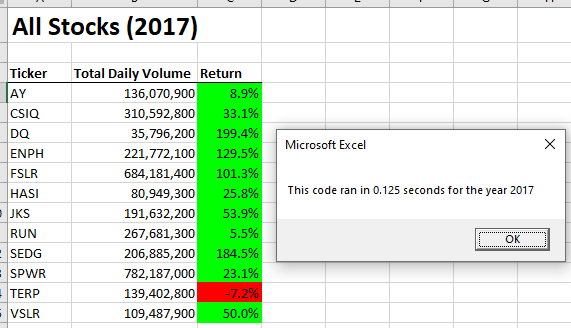 All Stocks (2017)
Ticker Total Daily Volume Return
AY 136,070,900 8.9%
CSIQ 310,592,800 33.1%
DQ 35,796,200 199.4%
ENPH 221,772,100 129.5%
FSLR 684,181,400 101.3%
HASI 80,949,300 25.8%
JKS 191,632,200 53.9%
RUN 267,681,300 5.5%
SEDG 206,885,200 184.5%
SPWR 782,187,000 23.1%
TERP 139,402,800 -7.2%
VSLR 109,487,900 50.0%
Microsoft Excel
This code ran in 0.125 seconds for the year 2017
OK